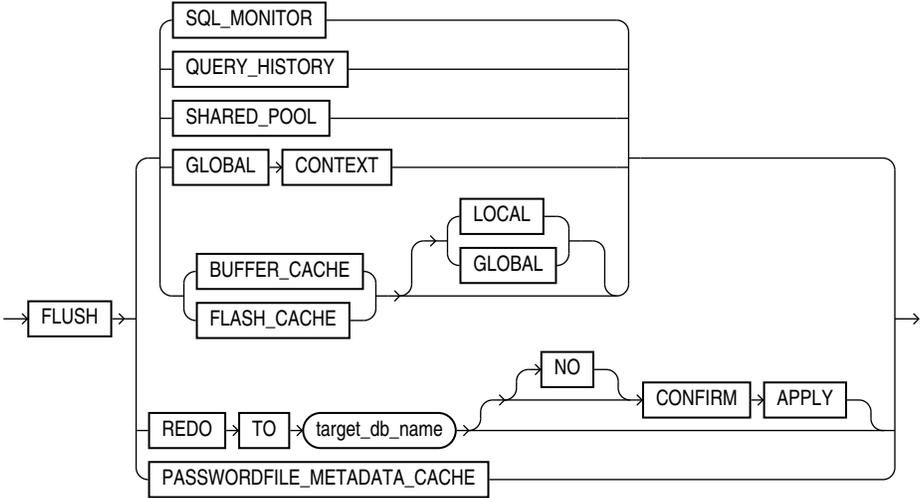 SQL_MONITOR
QUERY_HISTORY
SHARED_POOL
GLOBAL CONTEXT
LOCAL
GLOBAL
BUFFER_CACHE
FLASH_CACHE
FLUSH
NO
CONFIRM APPLY
REDO TO target_db_name
PASSWORDFILE_METADATA_CACHE